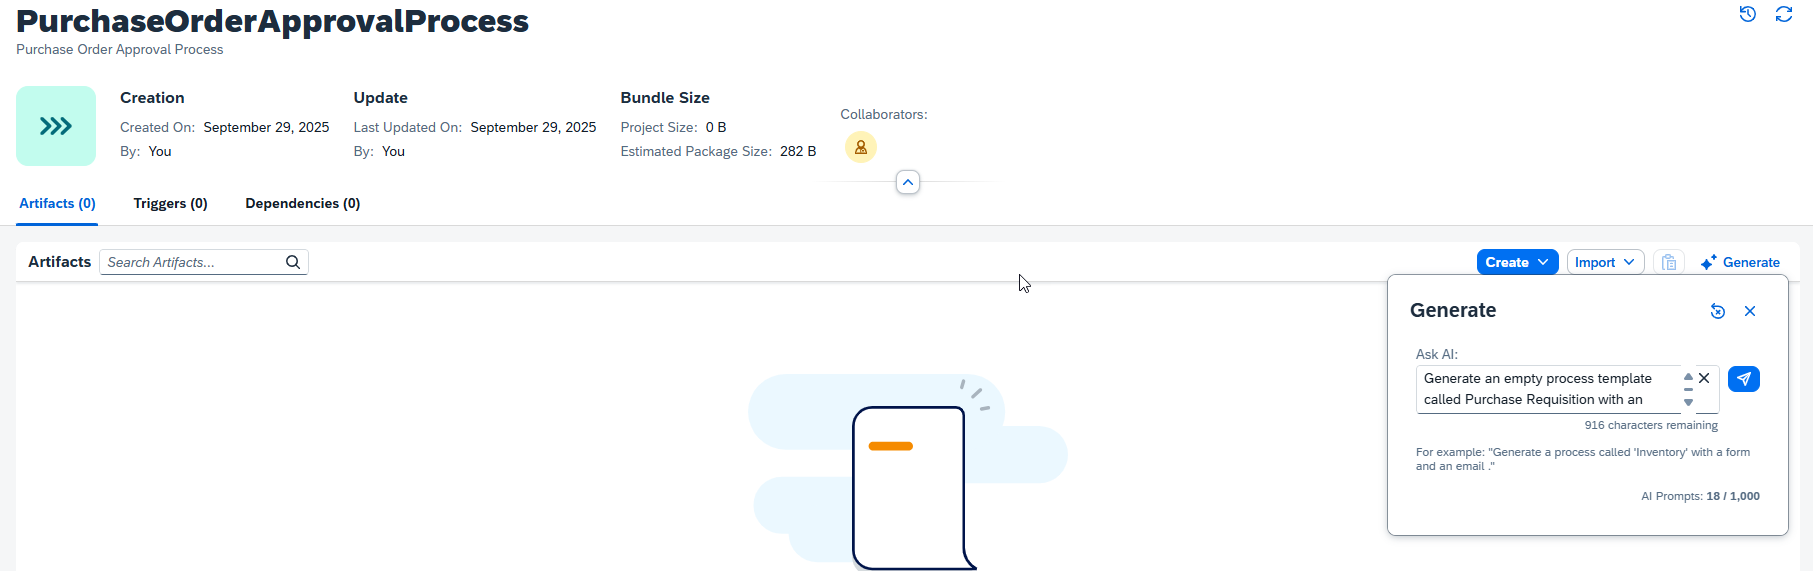 PurchaseOrderApprovalProcess
Purchase Order Approval Process
Creation
Created On: September 29, 2025
By: You
Update
Last Updated On: September 29, 2025
By: You
Bundle Size
Project Size: 0 B
Estimated Package Size: 282 B
Collaborators:
Artifacts (0) Triggers (0) Dependencies (0)
Artifacts Search Artifacts... Create Import Generate
Generate
Ask AI:
Generate an empty process template
called Purchase Requisition with an
916 characters remaining
For example: "Generate a process called 'Inventory' with a form
and an email ."
AI Prompts: 18 / 1,000